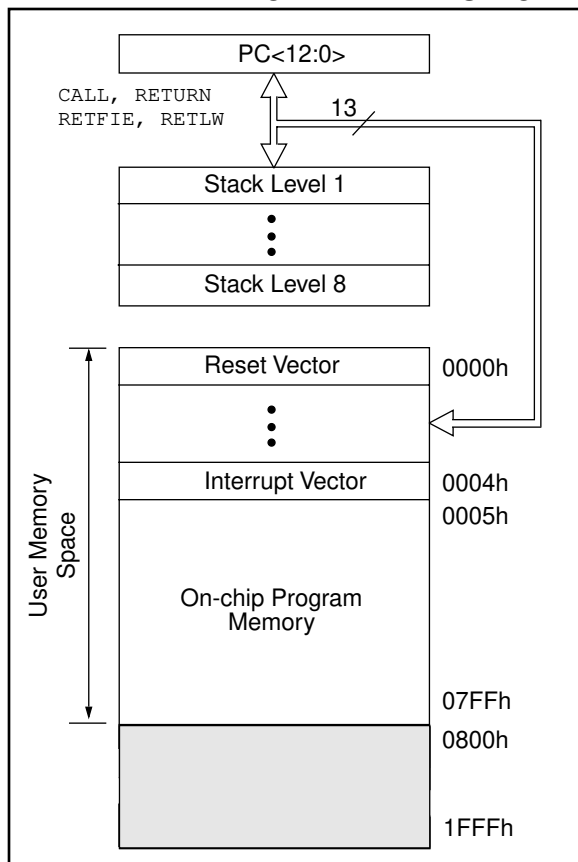 PC<12:0>
CALL, RETURN
RETFIE, RETLW
13
Stack Level 1
Stack Level 8
Reset Vector
0000h
Interrupt Vector
0004h
0005h
User Memory
Space
On-chip Program
Memory
07FFh
0800h
1FFFh